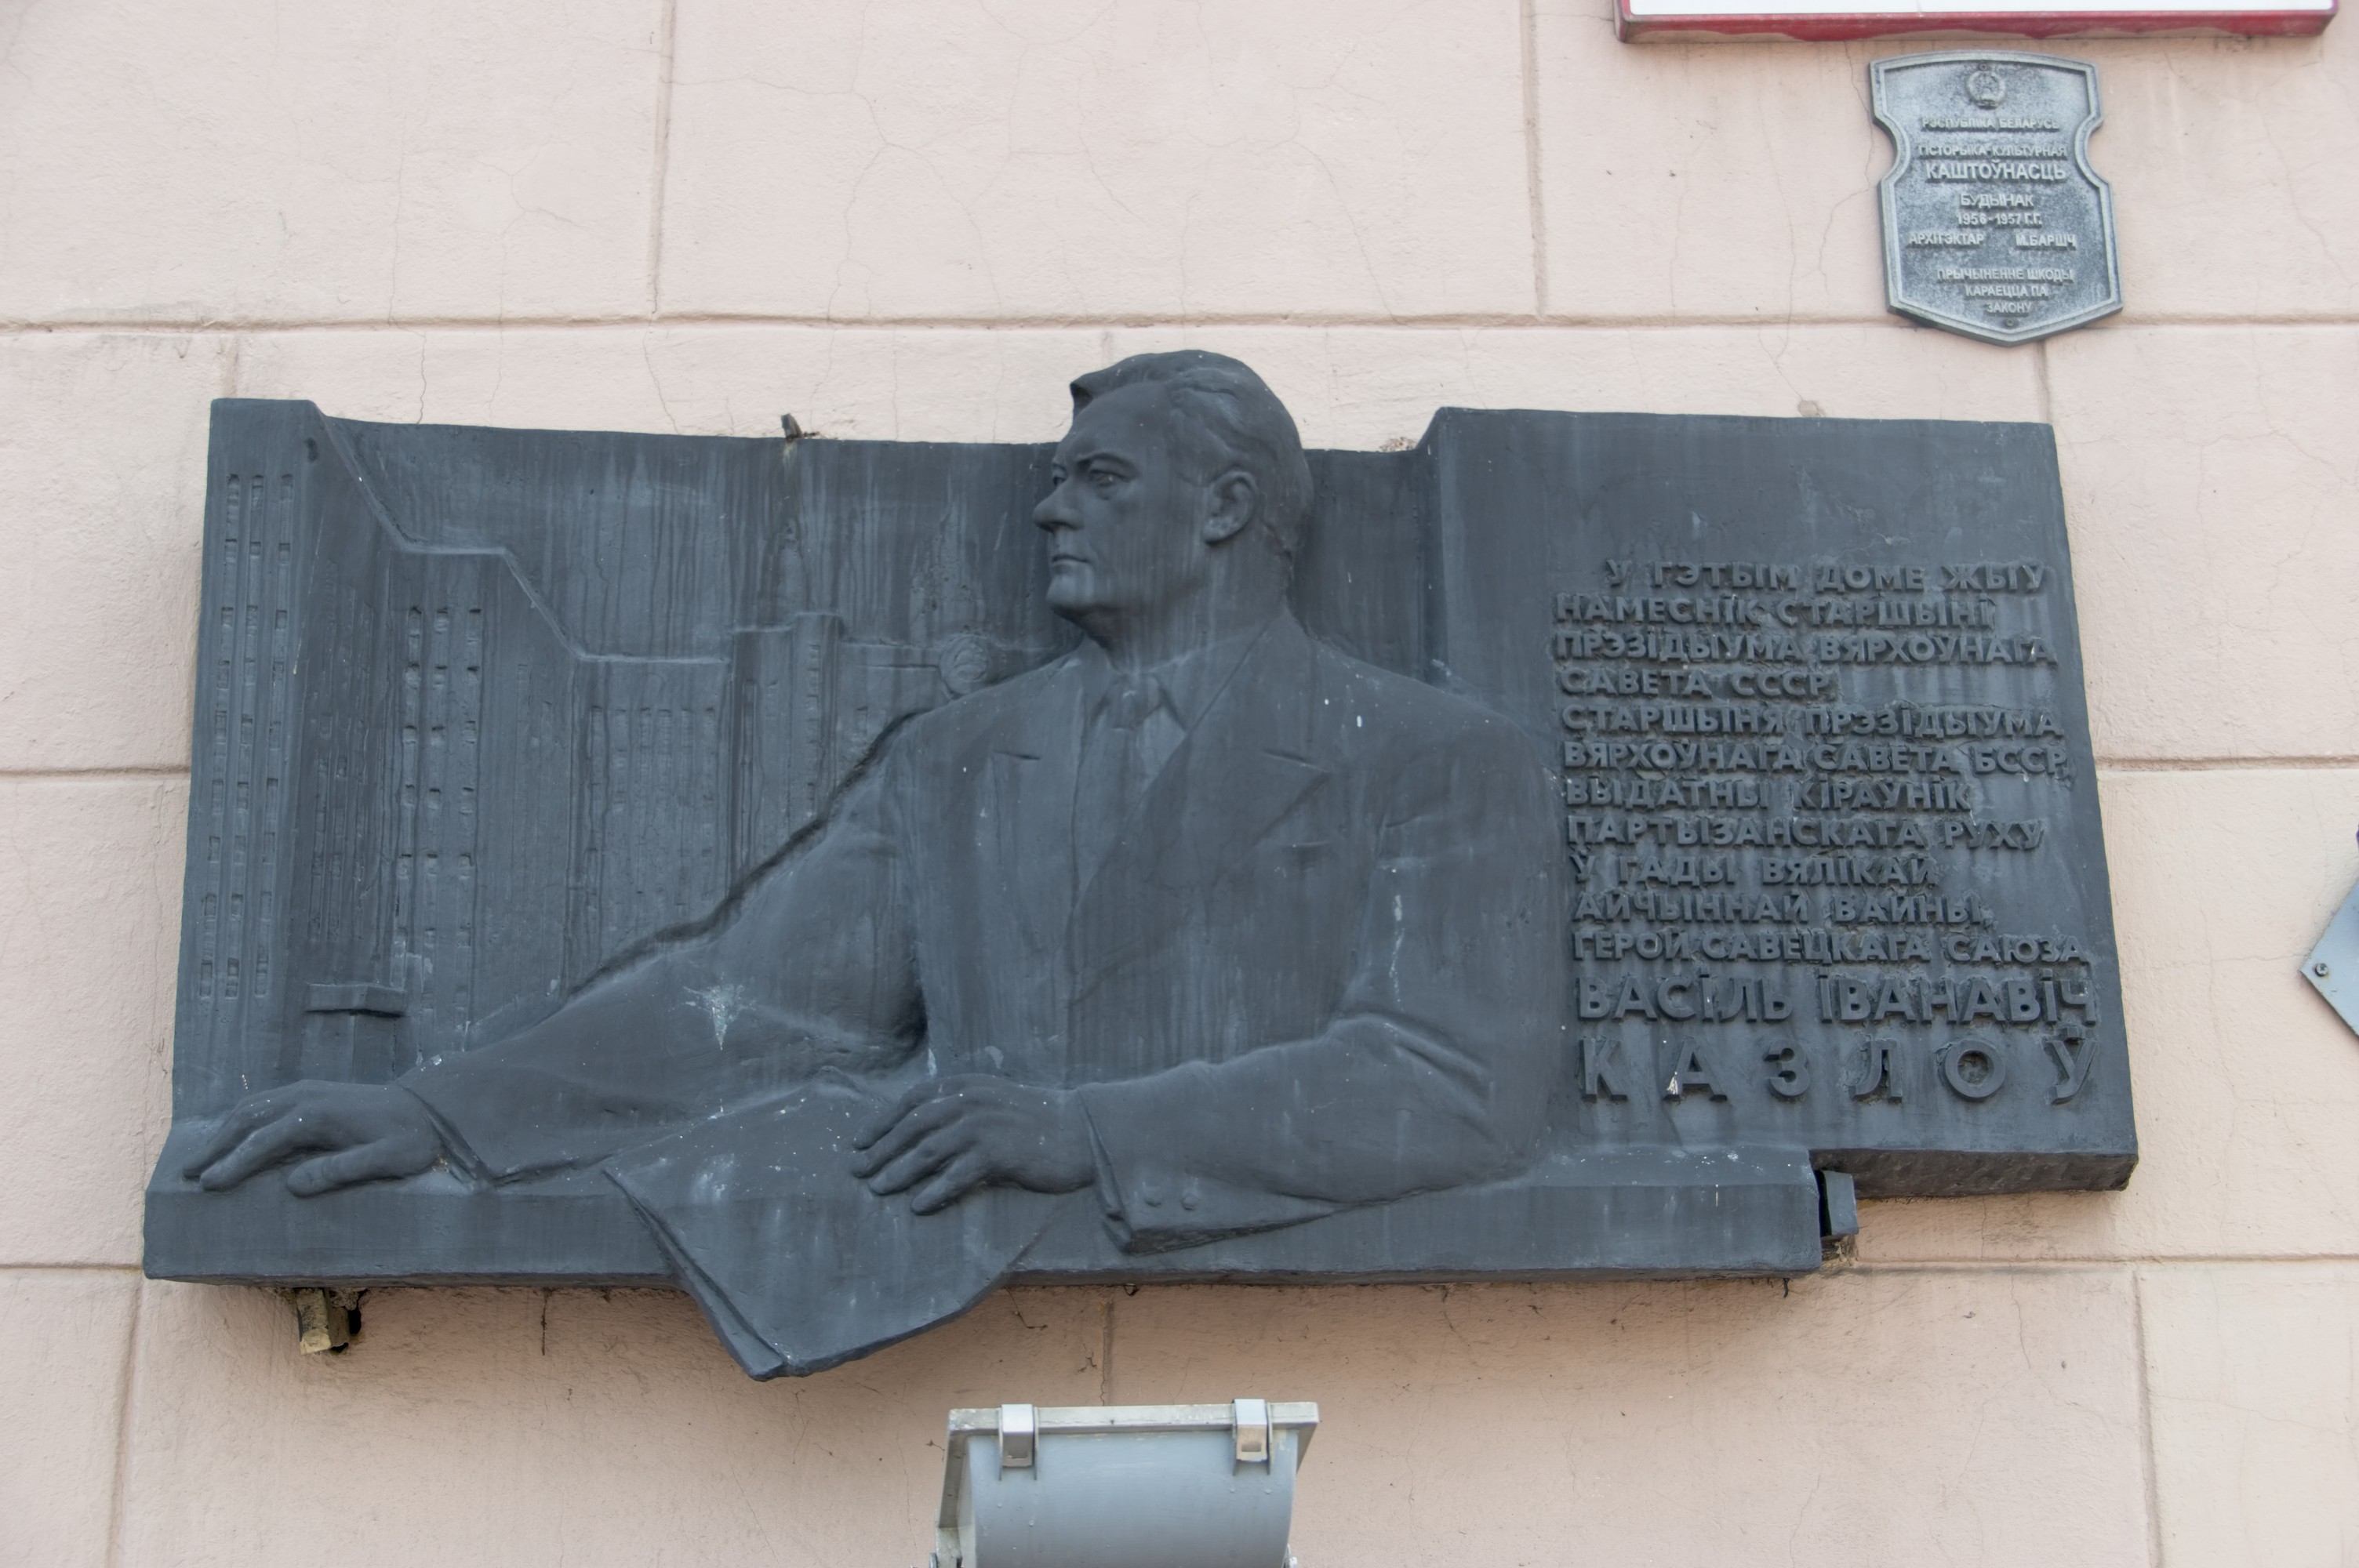 РЭСПУБЛІКА БЕЛАРУСЬ
ГІСТОРЫКА-КУЛЬТУРНАЯ
КАШТОЎНАСЦЬ
БУДЫНАК
1956-1957 Г.Г.
АРХІТЭКТАР М.БАРШЧ
ПРЫЧЫНЕННЕ ШКОДЫ
КАРАЕЦЦА ПА
ЗАКОНУ
У ГЭТЫМ ДОМЕ ЖЫЎ
НАМЕСНІК СТАРШЫНІ
ПРЭЗІДЫУМА ВЯРХОЎНАГА
САВЕТА СССР,
СТАРШЫНЯ ПРЭЗІДЫУМА
ВЯРХОЎНАГА САВЕТА БССР,
ВЫДАТНЫ КІРАЎНІК
ПАРТЫЗАНСКАГА РУХУ
Ў ГАДЫ ВЯЛІКАЙ
АЙЧЫННАЙ ВАЙНЫ,
ГЕРОЙ САВЕЦКАГА САЮЗА
ВАСІЛЬ ІВАНАВІЧ
КАЗЛОЎ